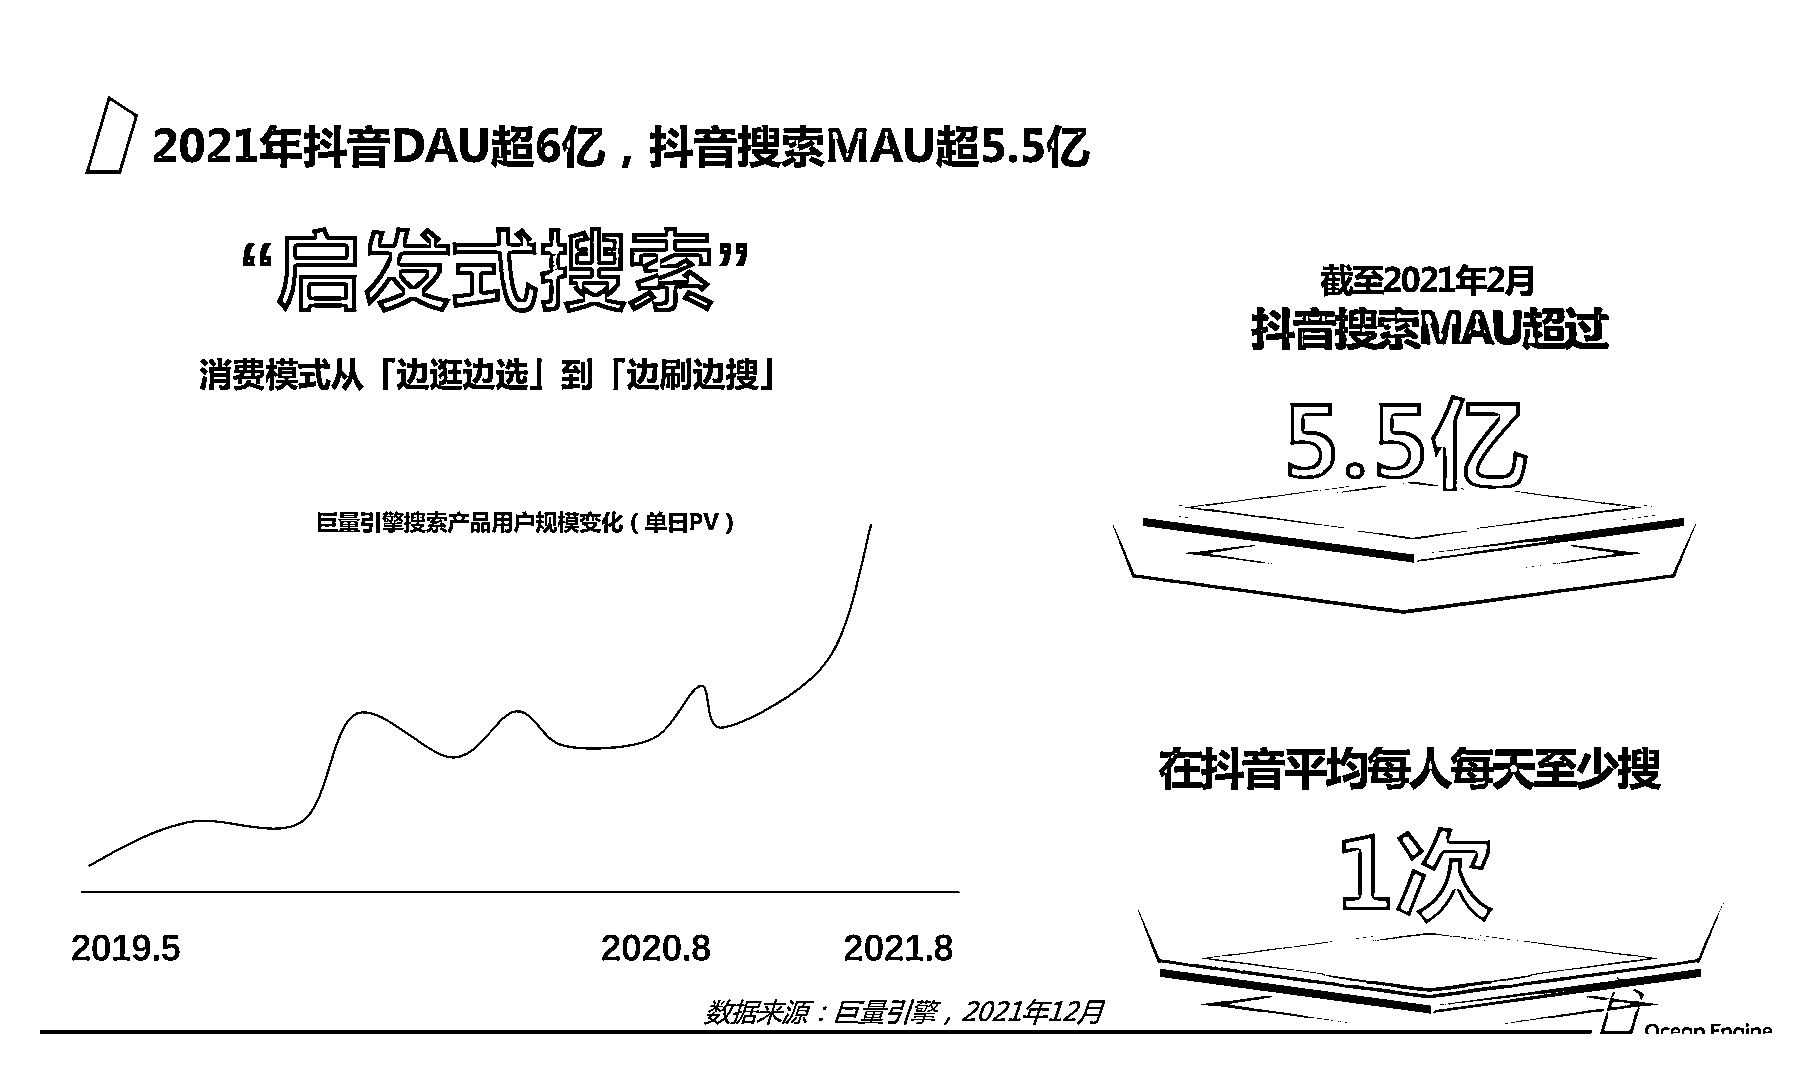 2021年抖音DAU超6亿，抖音搜索MAU超5.5亿
“启发式搜索”
消费模式从「边逛边选」到「边刷边搜」
巨量引擎搜索产品用户规模变化（单日PV）
2019.5
2020.8
2021.8
截至2021年2月
抖音搜索MAU超过
5.5亿
在抖音平均每人每天至少搜
1次
数据来源：巨量引擎，2021年12月
Ocean Engine